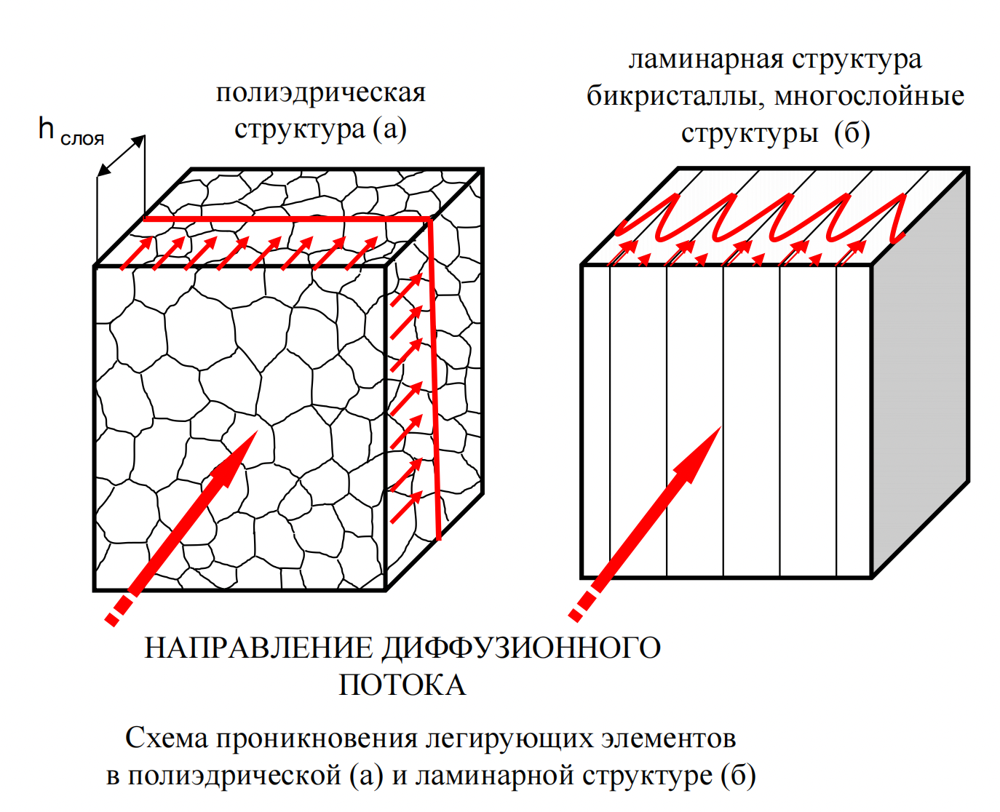 полиэдрическая
структура (а)
h слоя
ламинарная структура
бикристаллы, многослойные
структуры (б)
НАПРАВЛЕНИЕ ДИФФУЗИОННОГО
ПОТОКА
Схема проникновения легирующих элементов
в полиэдрической (а) и ламинарной структуре (б)